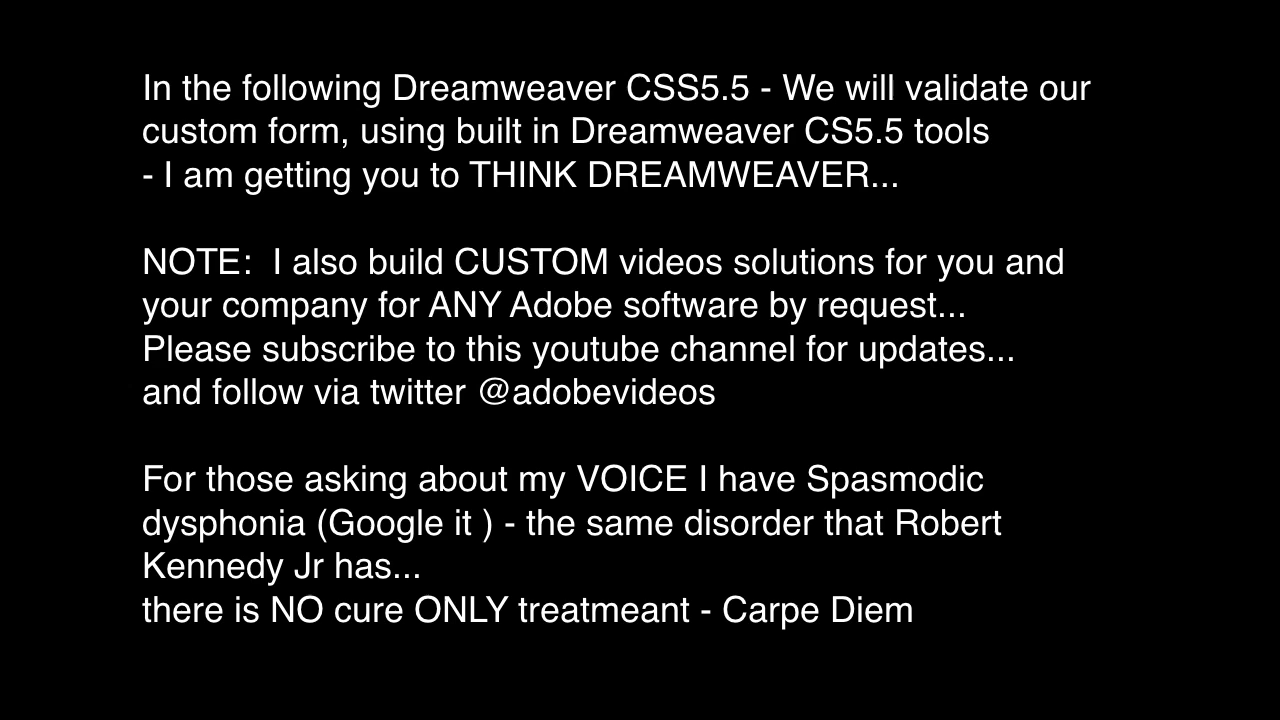 In the following Dreamweaver CSS5.5 - We will validate our
custom form, using built in Dreamweaver CS5.5 tools
- I am getting you to THINK DREAMWEAVER...
NOTE:  I also build CUSTOM videos solutions for you and
your company for ANY Adobe software by request...
Please subscribe to this youtube channel for updates...
and follow via twitter @adobevideos
For those asking about my VOICE I have Spasmodic
dysphonia (Google it ) - the same disorder that Robert
Kennedy Jr has...
there is NO cure ONLY treatmeant - Carpe Diem